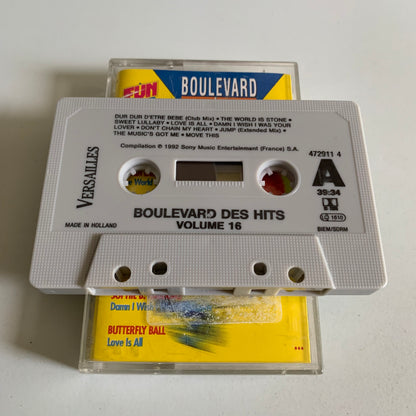 FUN
BOULEVARD
DUR DUR D'ETRE BEBE (Club Mix) • THE WORLD IS STONE •
SWEET LULLABY • LOVE IS ALL • DAMN I WISH I WAS YOUR
LOVER • DON'T CHAIN MY HEART • JUMP (Extended Mix) •
THE MUSIC'S GOT ME • MOVE THIS
Compilation ℗ 1992 Sony Music Entertainment (France) S.A.
472911 4
A
39:34
1610
BIEM/SDRM
VERSAILLES
MADE IN HOLLAND
World
BOULEVARD DES HITS
VOLUME 16
Damn I Wis
BUTTERFLY BALL
Love Is All